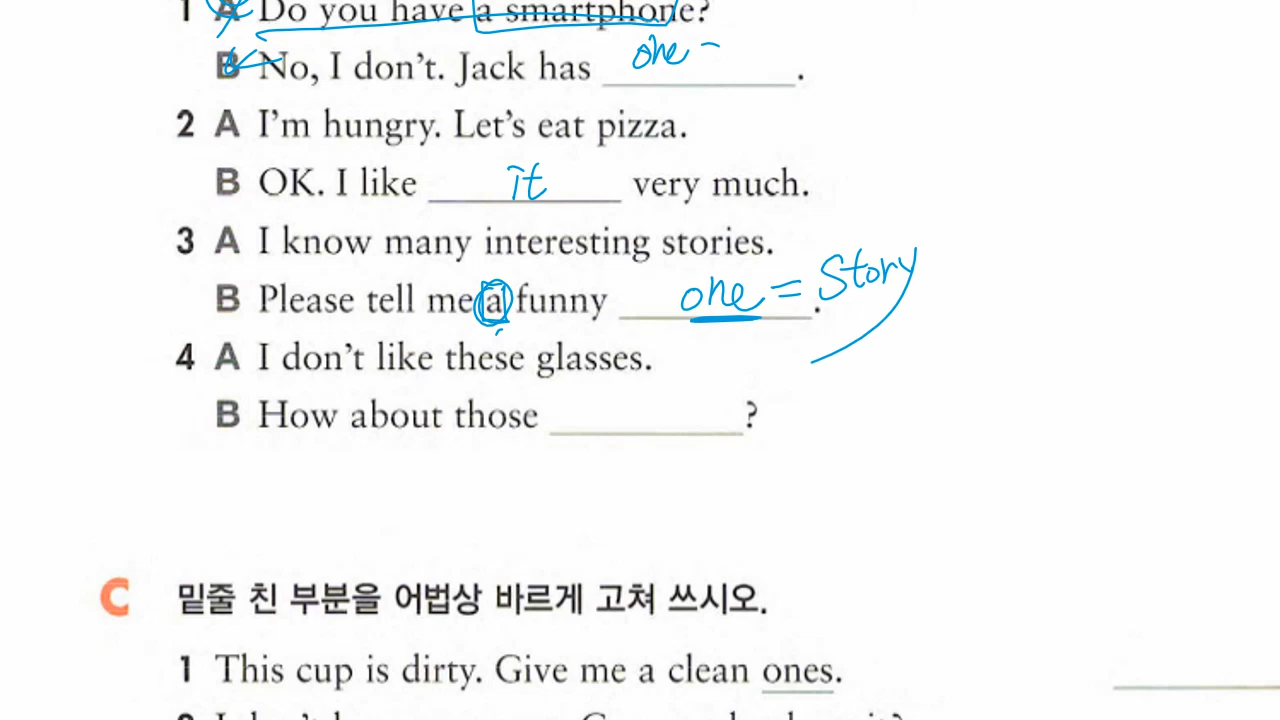 1 A Do you have a smartphone?
B No, I don't. Jack has one.
2 A I'm hungry. Let's eat pizza.
B OK. I like it very much.
3 A I know many interesting stories.
B Please tell me a funny one = Story.
4 A I don't like these glasses.
B How about those ____?
C 밑줄 친 부분을 어법상 바르게 고쳐 쓰시오.
1 This cup is dirty. Give me a clean ones.